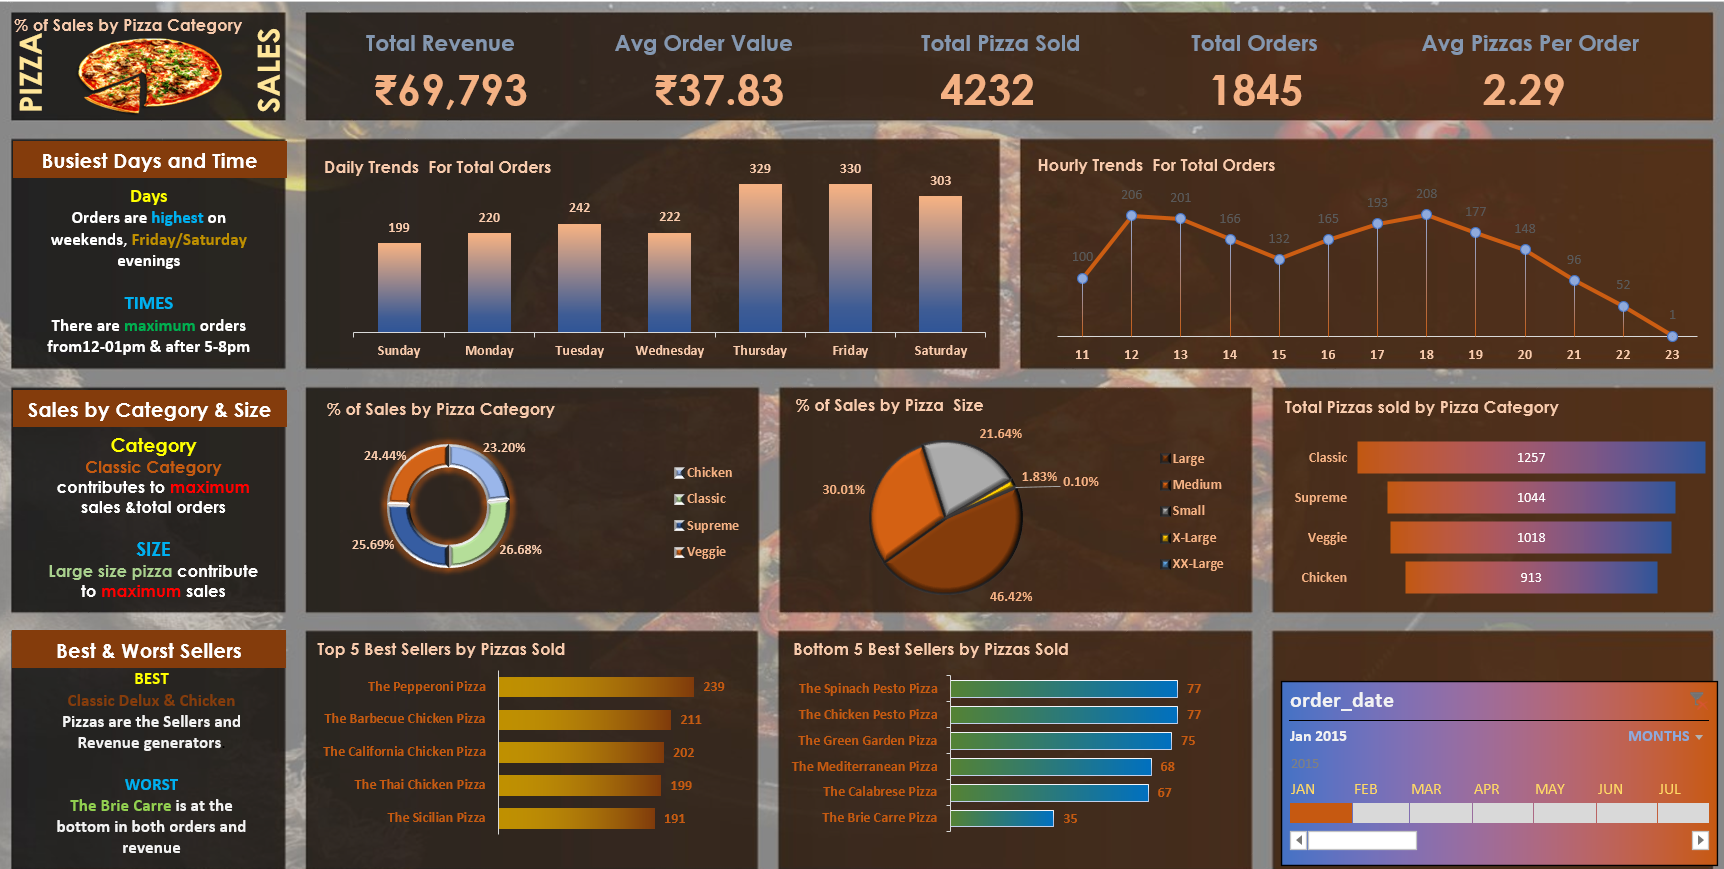 % of Sales by Pizza Category
PIZZA
SALES
Total Revenue
₹69,793
Avg Order Value
₹37.83
Total Pizza Sold
4232
Total Orders
1845
Avg Pizzas Per Order
2.29
Busiest Days and Time
Days
Orders are highest on
weekends, Friday/Saturday
evenings
TIMES
There are maximum orders
from12-01pm & after 5-8pm
Daily Trends For Total Orders
199
220
242
222
329
330
303
Sunday Monday Tuesday Wednesday Thursday Friday Saturday
Hourly Trends For Total Orders
100
206
201
166
132
165
193
208
177
148
96
52
1
11 12 13 14 15 16 17 18 19 20 21 22 23
Sales by Category & Size
Category
Classic Category
contributes to maximum
sales &total orders
SIZE
Large size pizza contribute
to maximum sales
% of Sales by Pizza Category
24.44%
23.20%
25.69%
26.68%
Chicken
Classic
Supreme
Veggie
% of Sales by Pizza Size
21.64%
1.83%
0.10%
30.01%
46.42%
Large
Medium
Small
X-Large
XX-Large
Total Pizzas sold by Pizza Category
Classic 1257
Supreme 1044
Veggie 1018
Chicken 913
Best & Worst Sellers
BEST
Classic Delux & Chicken
Pizzas are the Sellers and
Revenue generators
WORST
The Brie Carre is at the
bottom in both orders and
revenue
Top 5 Best Sellers by Pizzas Sold
The Pepperoni Pizza 239
The Barbecue Chicken Pizza 211
The California Chicken Pizza 202
The Thai Chicken Pizza 199
The Sicilian Pizza 191
Bottom 5 Best Sellers by Pizzas Sold
The Spinach Pesto Pizza 77
The Chicken Pesto Pizza 77
The Green Garden Pizza 75
The Mediterranean Pizza 68
The Calabrese Pizza 67
The Brie Carre Pizza 35
order_date
Jan 2015 MONTHS
2015
JAN FEB MAR APR MAY JUN JUL